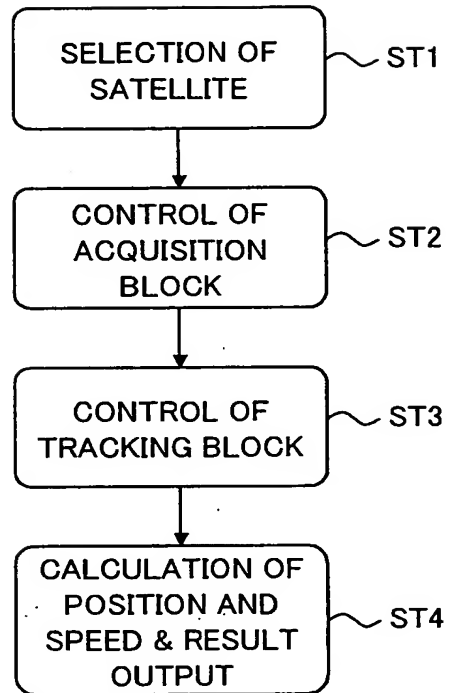 SELECTION OF
SATELLITE
ST1
CONTROL OF
ACQUISITION
BLOCK
ST2
CONTROL OF
TRACKING BLOCK
ST3
CALCULATION OF
POSITION AND
SPEED & RESULT
OUTPUT
ST4